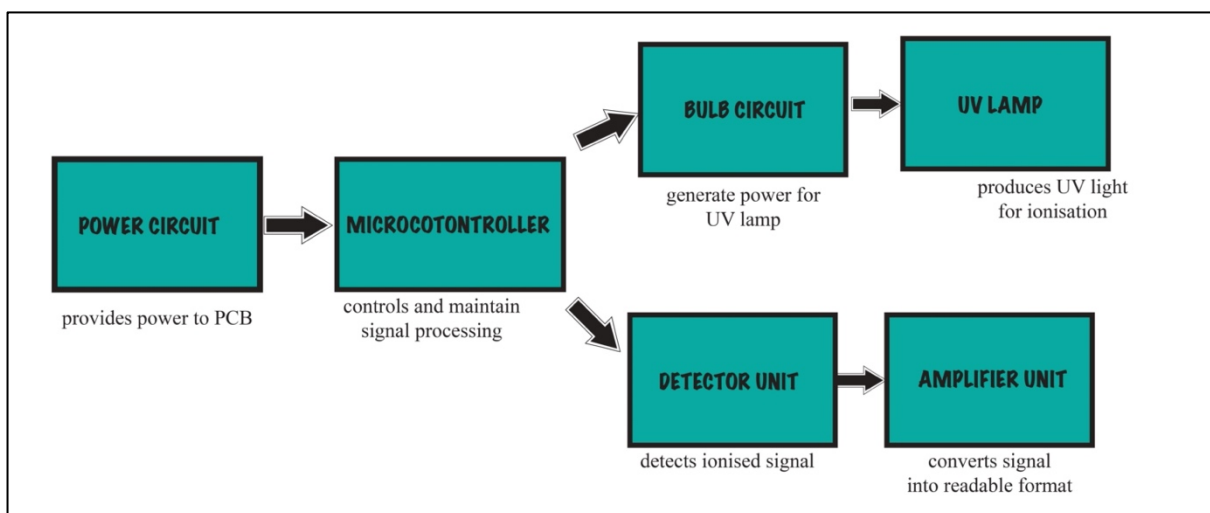 POWER CIRCUIT
provides power to PCB
MICROCOTONTROLLER
controls and maintain
signal processing
BULB CIRCUIT
generate power for
UV lamp
UV LAMP
produces UV light
for ionisation
DETECTOR UNIT
detects ionised signal
AMPLIFIER UNIT
converts signal
into readable format